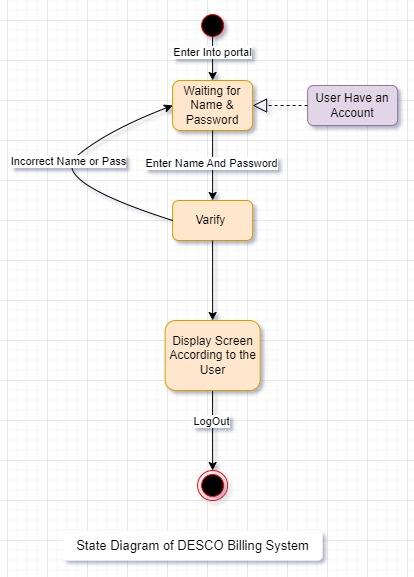 Enter Into portal
Waiting for
Name &
Password
User Have an
Account
Incorrect Name or Pass
Enter Name And Password
Varify
Display Screen
According to the
User
LogOut
State Diagram of DESCO Billing System